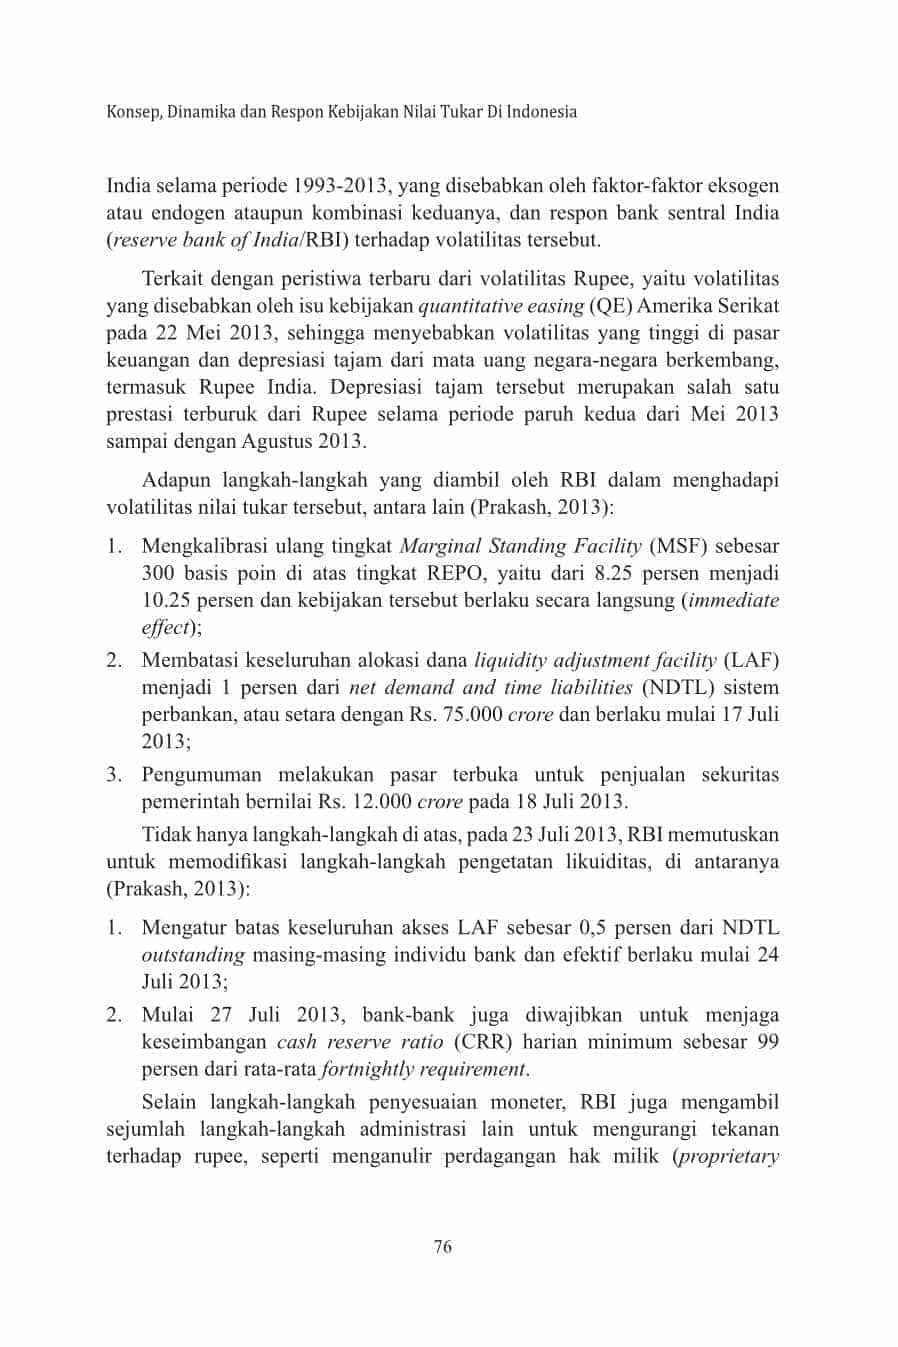 Konsep, Dinamika dan Respon Kebijakan Nilai Tukar Di Indonesia
India selama periode 1993-2013, yang disebabkan oleh faktor-faktor eksogen
atau endogen ataupun kombinasi keduanya, dan respon bank sentral India
(reserve bank of India/RBI) terhadap volatilitas tersebut.
Terkait dengan peristiwa terbaru dari volatilitas Rupee, yaitu volatilitas
yang disebabkan oleh isu kebijakan quantitative easing (QE) Amerika Serikat
pada 22 Mei 2013, sehingga menyebabkan volatilitas yang tinggi di pasar
keuangan dan depresiasi tajam dari mata uang negara-negara berkembang,
termasuk Rupee India. Depresiasi tajam tersebut merupakan salah satu
prestasi terburuk dari Rupee selama periode paruh kedua dari Mei 2013
sampai dengan Agustus 2013.
Adapun langkah-langkah yang diambil oleh RBI dalam menghadapi
volatilitas nilai tukar tersebut, antara lain (Prakash, 2013):
1. Mengkalibrasi ulang tingkat Marginal Standing Facility (MSF) sebesar
300 basis poin di atas tingkat REPO, yaitu dari 8.25 persen menjadi
10.25 persen dan kebijakan tersebut berlaku secara langsung (immediate
effect);
2. Membatasi keseluruhan alokasi dana liquidity adjustment facility (LAF)
menjadi 1 persen dari net demand and time liabilities (NDTL) sistem
perbankan, atau setara dengan Rs. 75.000 crore dan berlaku mulai 17 Juli
2013;
3. Pengumuman melakukan pasar terbuka untuk penjualan sekuritas
pemerintah bernilai Rs. 12.000 crore pada 18 Juli 2013.
Tidak hanya langkah-langkah di atas, pada 23 Juli 2013, RBI memutuskan
untuk memodifikasi langkah-langkah pengetatan likuiditas, di antaranya
(Prakash, 2013):
1. Mengatur batas keseluruhan akses LAF sebesar 0,5 persen dari NDTL
outstanding masing-masing individu bank dan efektif berlaku mulai 24
Juli 2013;
2. Mulai 27 Juli 2013, bank-bank juga diwajibkan untuk menjaga
keseimbangan cash reserve ratio (CRR) harian minimum sebesar 99
persen dari rata-rata fortnightly requirement.
Selain langkah-langkah penyesuaian moneter, RBI juga mengambil
sejumlah langkah-langkah administrasi lain untuk mengurangi tekanan
terhadap rupee, seperti menganulir perdagangan hak milik (proprietary
76